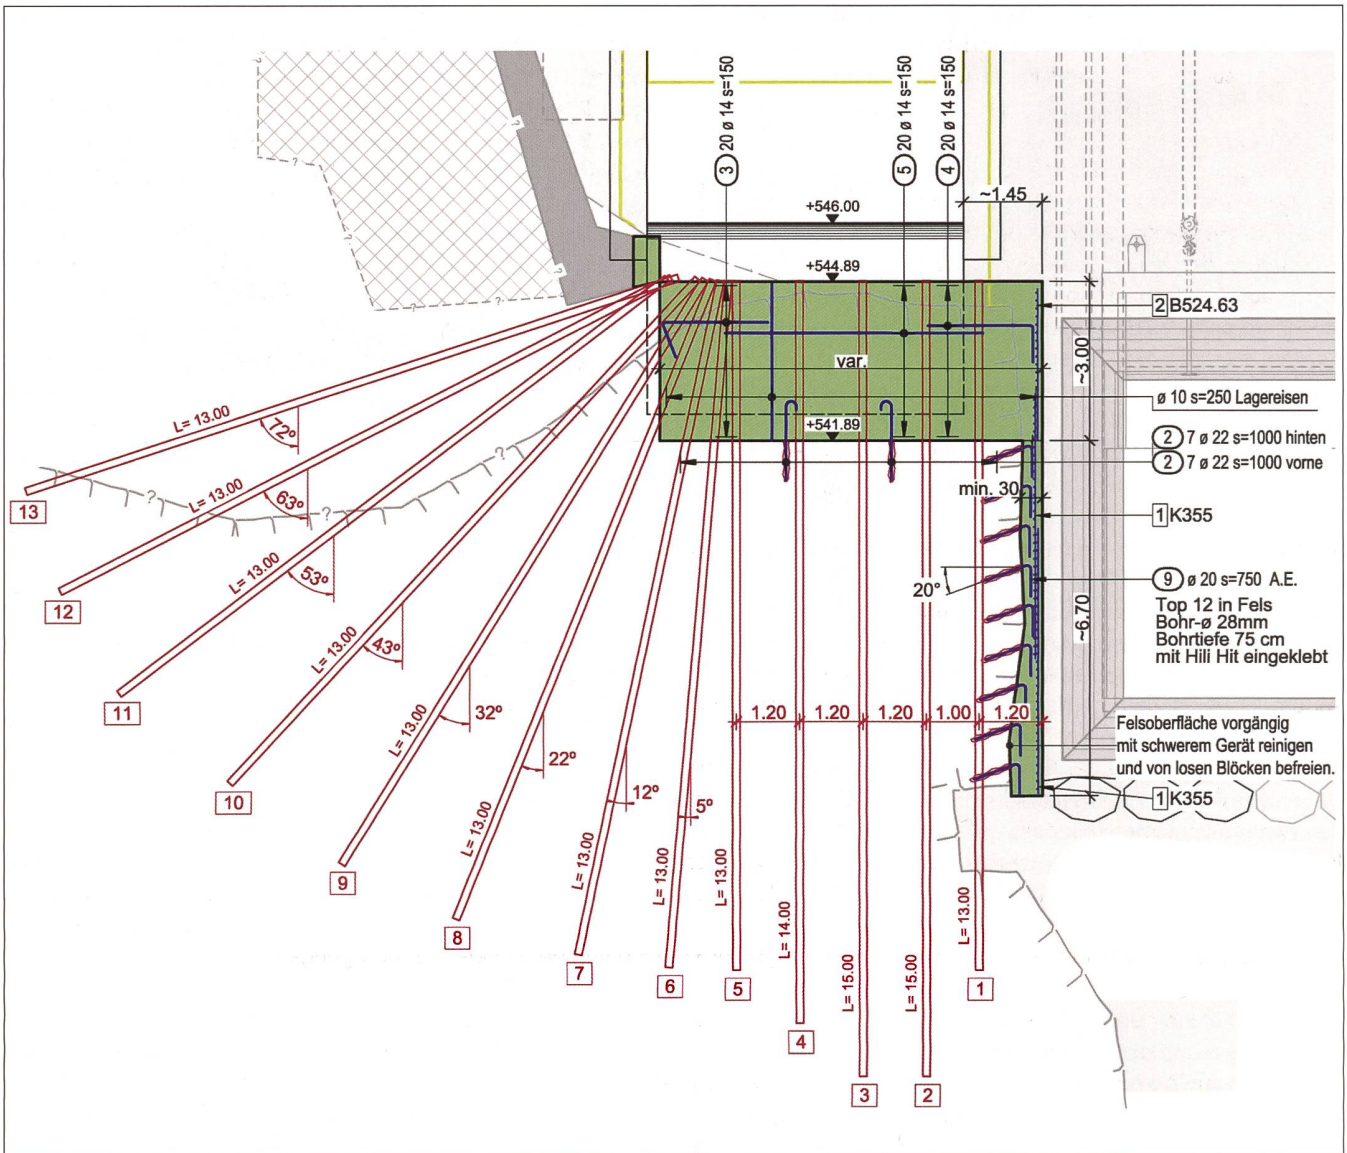 3 20 ø 14 s=150
5 20 ø 14 s=150
4 20 ø 14 s=150
~1.45
+546.00
+544.89
2 B524.63
~3.00
var.
ø 10 s=250 Lagereisen
+541.89
2 7 ø 22 s=1000 hinten
2 7 ø 22 s=1000 vorne
min. 30
1 K355
20°
9 ø 20 s=750 A.E.
Top 12 in Fels
Bohr-ø 28mm
Bohrtiefe 75 cm
mit Hili Hit eingeklebt
~6.70
1.20
1.20
1.20
1.00
1.20
Felsoberfläche vorgängig
mit schwerem Gerät reinigen
und von losen Blöcken befreien.
1 K355
L= 13.00
72°
13
L= 13.00
63°
12
L= 13.00
53°
11
L= 13.00
43°
10
L= 13.00
32°
9
L= 13.00
22°
8
L= 13.00
12°
7
L= 13.00
5°
6
L= 13.00
5
L= 14.00
4
L= 15.00
3
L= 15.00
2
L= 13.00
1
?
?
?
?
?
?
?
?
?